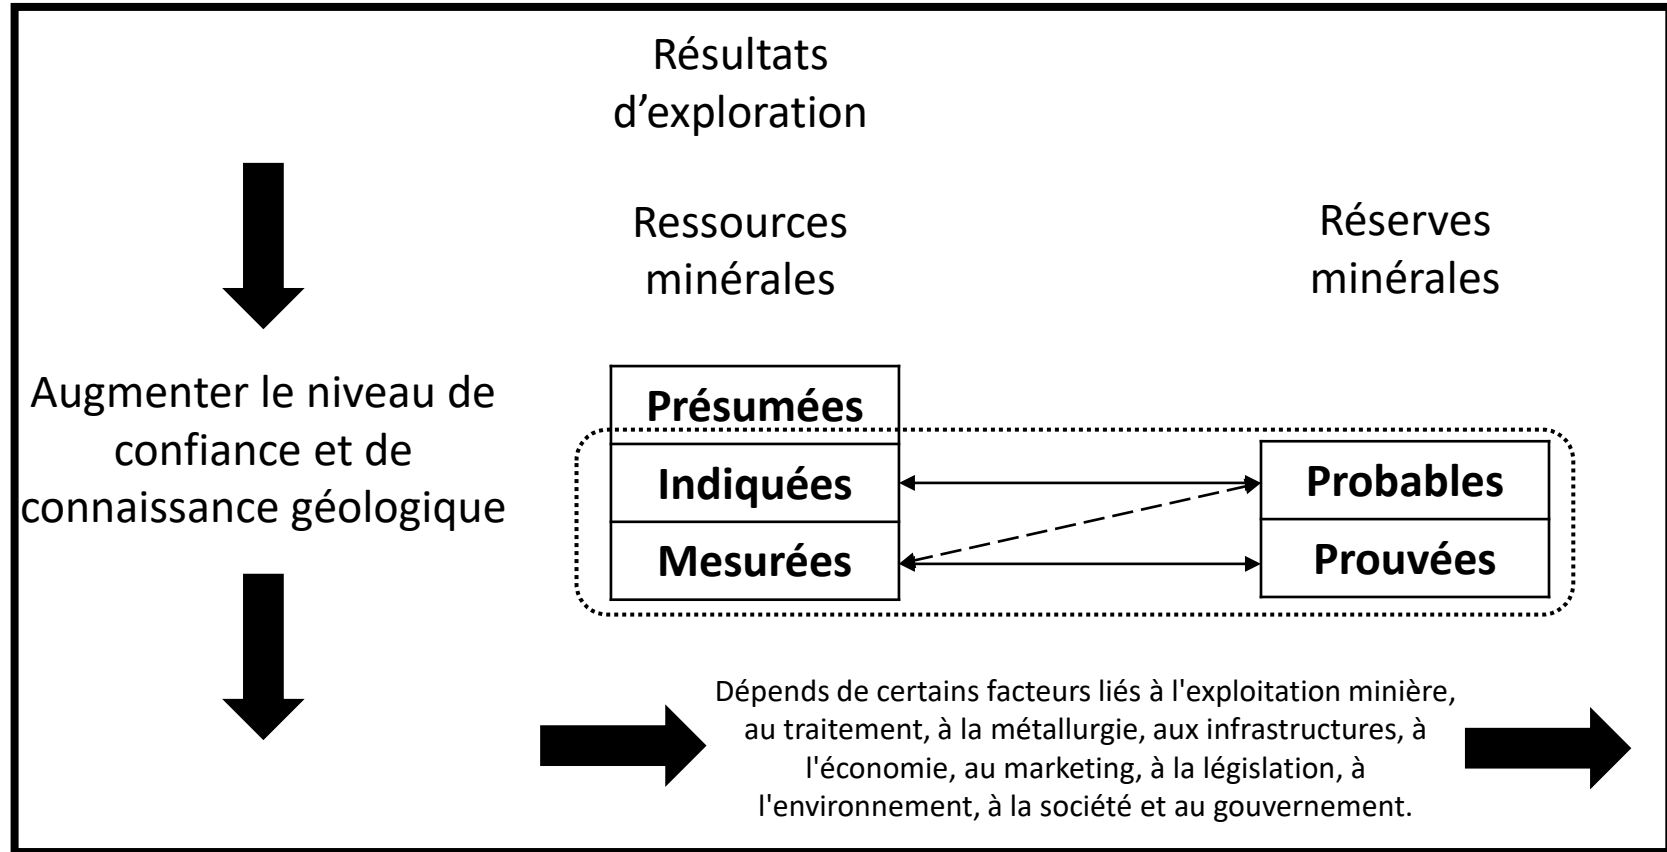 Résultats
d'exploration
Ressources
minérales
Réserves
minérales
Augmenter le niveau de
confiance et de
connaissance géologique
Présumées
Indiquées
Mesurées
Probables
Prouvées
Dépends de certains facteurs liés à l'exploitation minière,
au traitement, à la métallurgie, aux infrastructures, à
l'économie, au marketing, à la législation, à
l'environnement, à la société et au gouvernement.